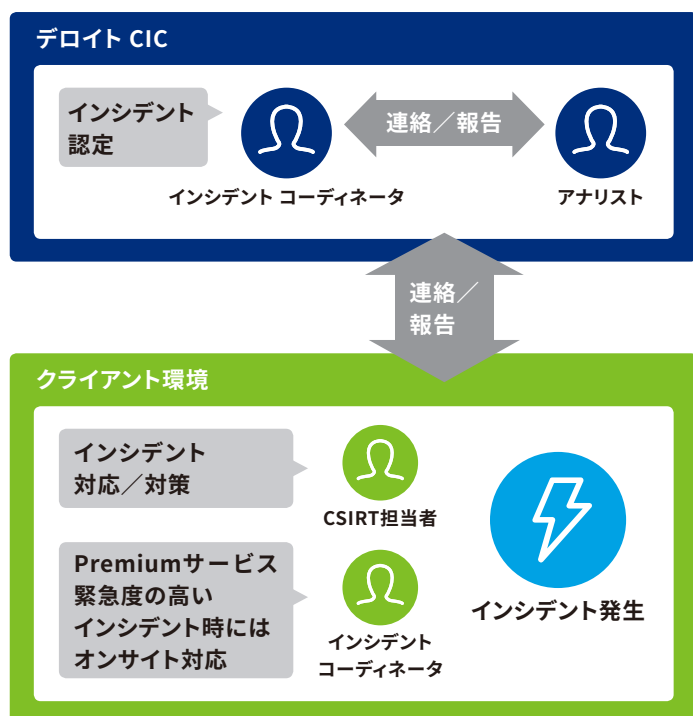 デロイト CIC
インシデント
認定
連絡／報告
インシデント コーディネータ
アナリスト
連絡／
報告
クライアント環境
インシデント
対応／対策
CSIRT担当者
Premiumサービス
緊急度の高い
インシデント時には
オンサイト対応
インシデント
コーディネータ
インシデント発生